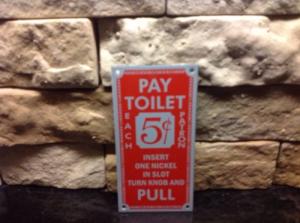 PAY
TOILET
EACH
5¢
PATRON
INSERT
ONE NICKEL
IN SLOT
TURN KNOB AND
PULL